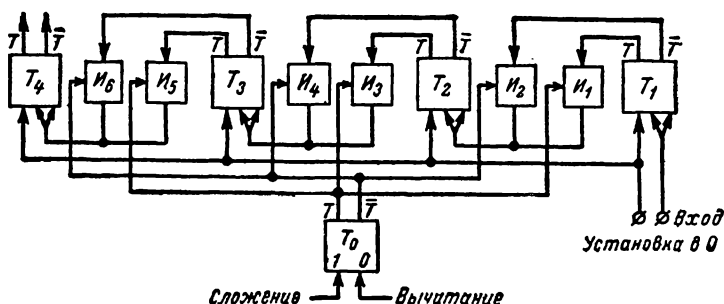 T T̅ T T̅ T T̅ T T̅
T₄ И₆ И₅ T₃ И₄ И₃ T₂ И₂ И₁ T₁
T T̅
T₀
1 0
Вход
Установка в 0
Сложение Вычитание